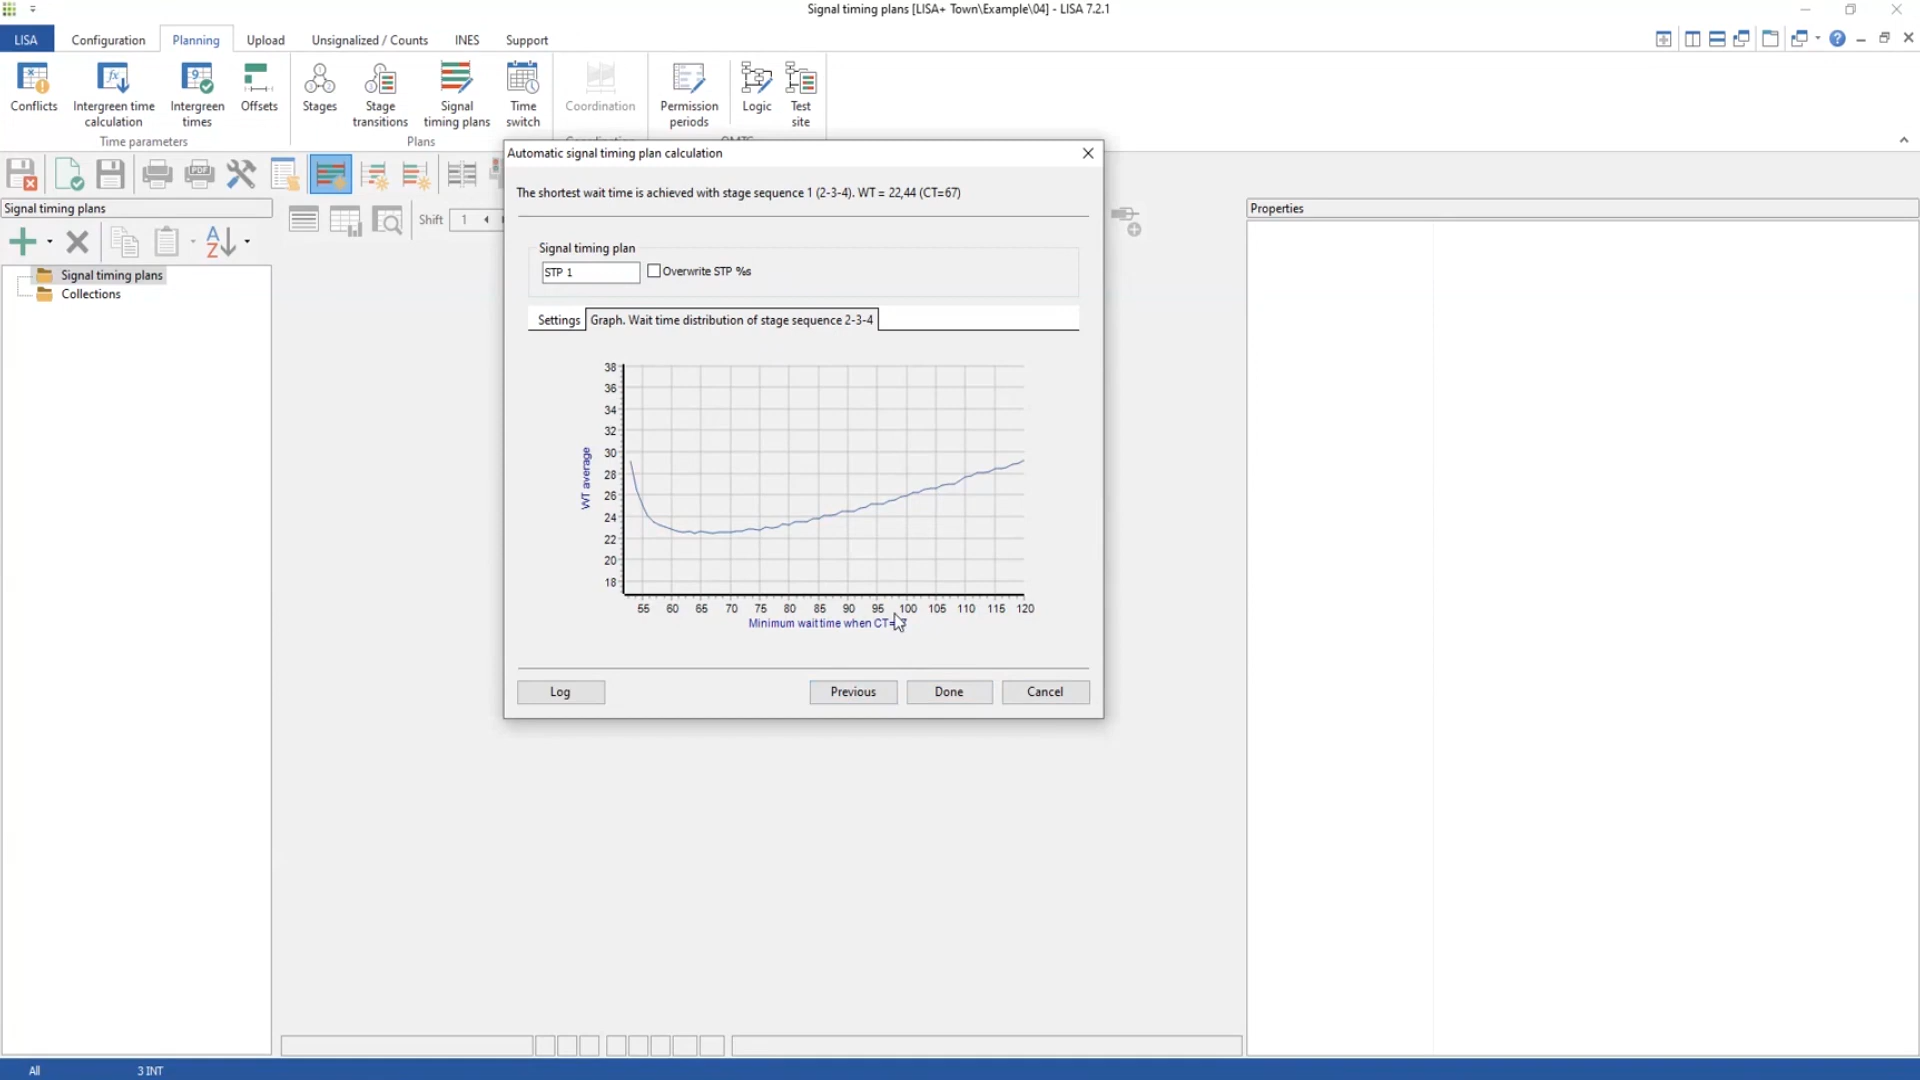 Signal timing plans [LISA+ Town\Example\04] - LISA 7.2.1
LISA Configuration Planning Upload Unsignalized / Counts INES Support
Conflicts Intergreen time calculation Intergreen times Offsets Stages Stage transitions Signal timing plans Time switch Coordination Permission periods Logic Test site
Time parameters Plans
Automatic signal timing plan calculation
The shortest wait time is achieved with stage sequence 1 (2-3-4). WT = 22,44 (CT=67)
Signal timing plans
Properties
Shift 1
Signal timing plan
STP 1 Overwrite STP %s
Signal timing plans
Collections
Settings Graph. Wait time distribution of stage sequence 2-3-4
38
36
34
32
30
28
26
24
22
20
18
WT average
55 60 65 70 75 80 85 90 95 100 105 110 115 120
Minimum wait time when CT=
Log Previous Done Cancel
All 3 INT